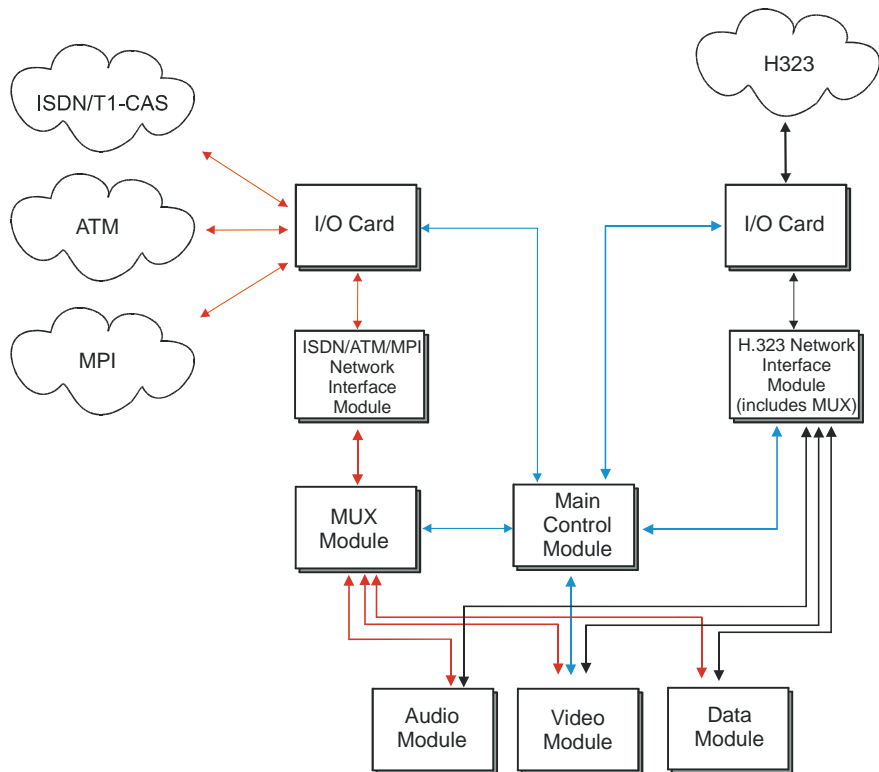 H323
ISDN/T1-CAS
ATM
I/O Card
I/O Card
MPI
ISDN/ATM/MPI
Network
Interface
Module
H.323 Network
Interface
Module
(includes MUX)
MUX
Module
Main
Control
Module
Audio
Module
Video
Module
Data
Module